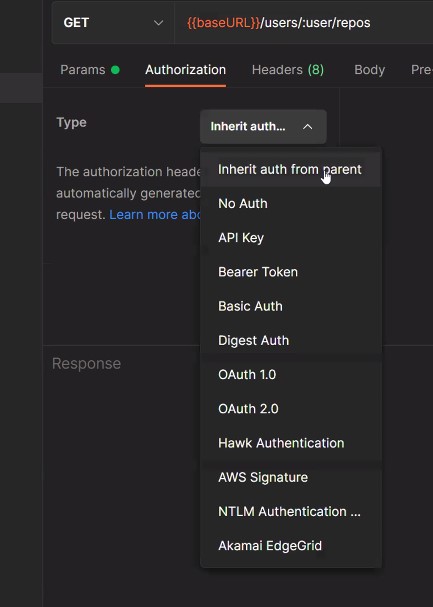 GET
{{baseURL}}/users/:user/repos
Params
Authorization
Headers (8)
Body
Pre-
Type
Inherit auth...
The authorization heade
automatically generated
request. Learn more abo
Inherit auth from parent
No Auth
API Key
Bearer Token
Basic Auth
Digest Auth
OAuth 1.0
OAuth 2.0
Hawk Authentication
AWS Signature
NTLM Authentication ...
Akamai EdgeGrid
Response